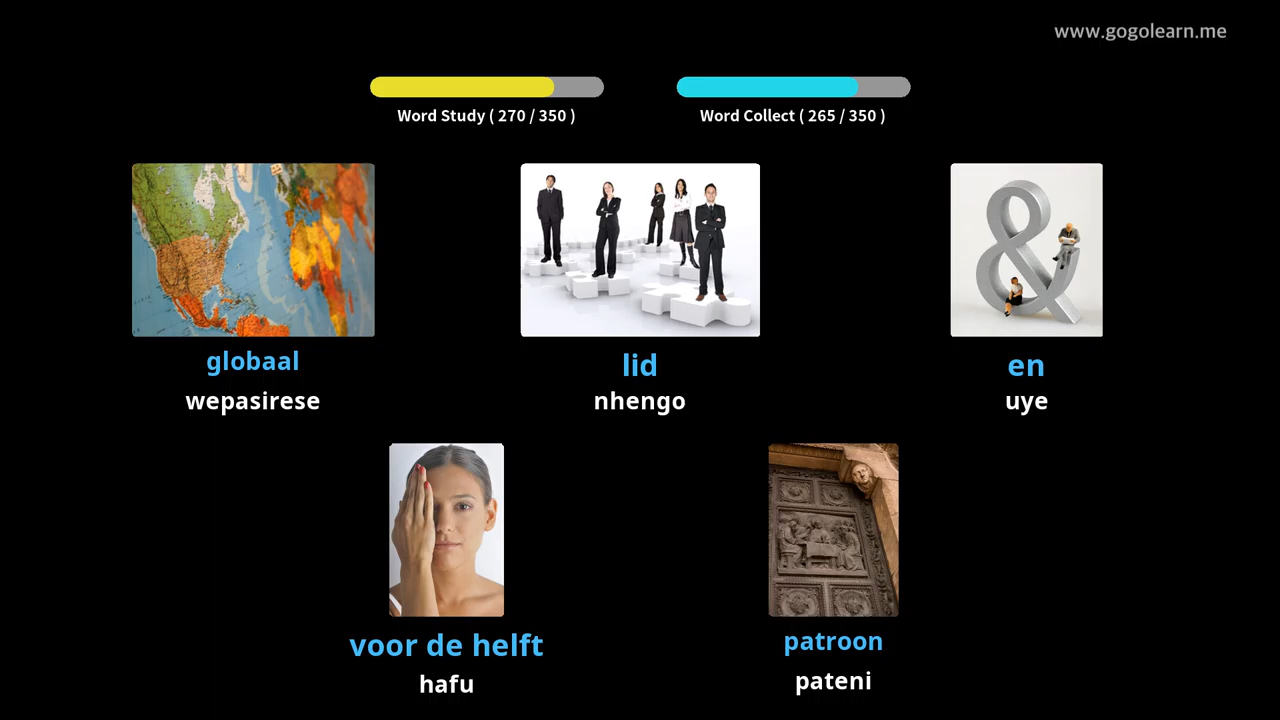 www.gogolearn.me
Word Study ( 270 / 350 )
Word Collect ( 265 / 350 )
globaal
wepasirese
lid
nhengo
en
uye
voor de helft
hafu
patroon
pateni